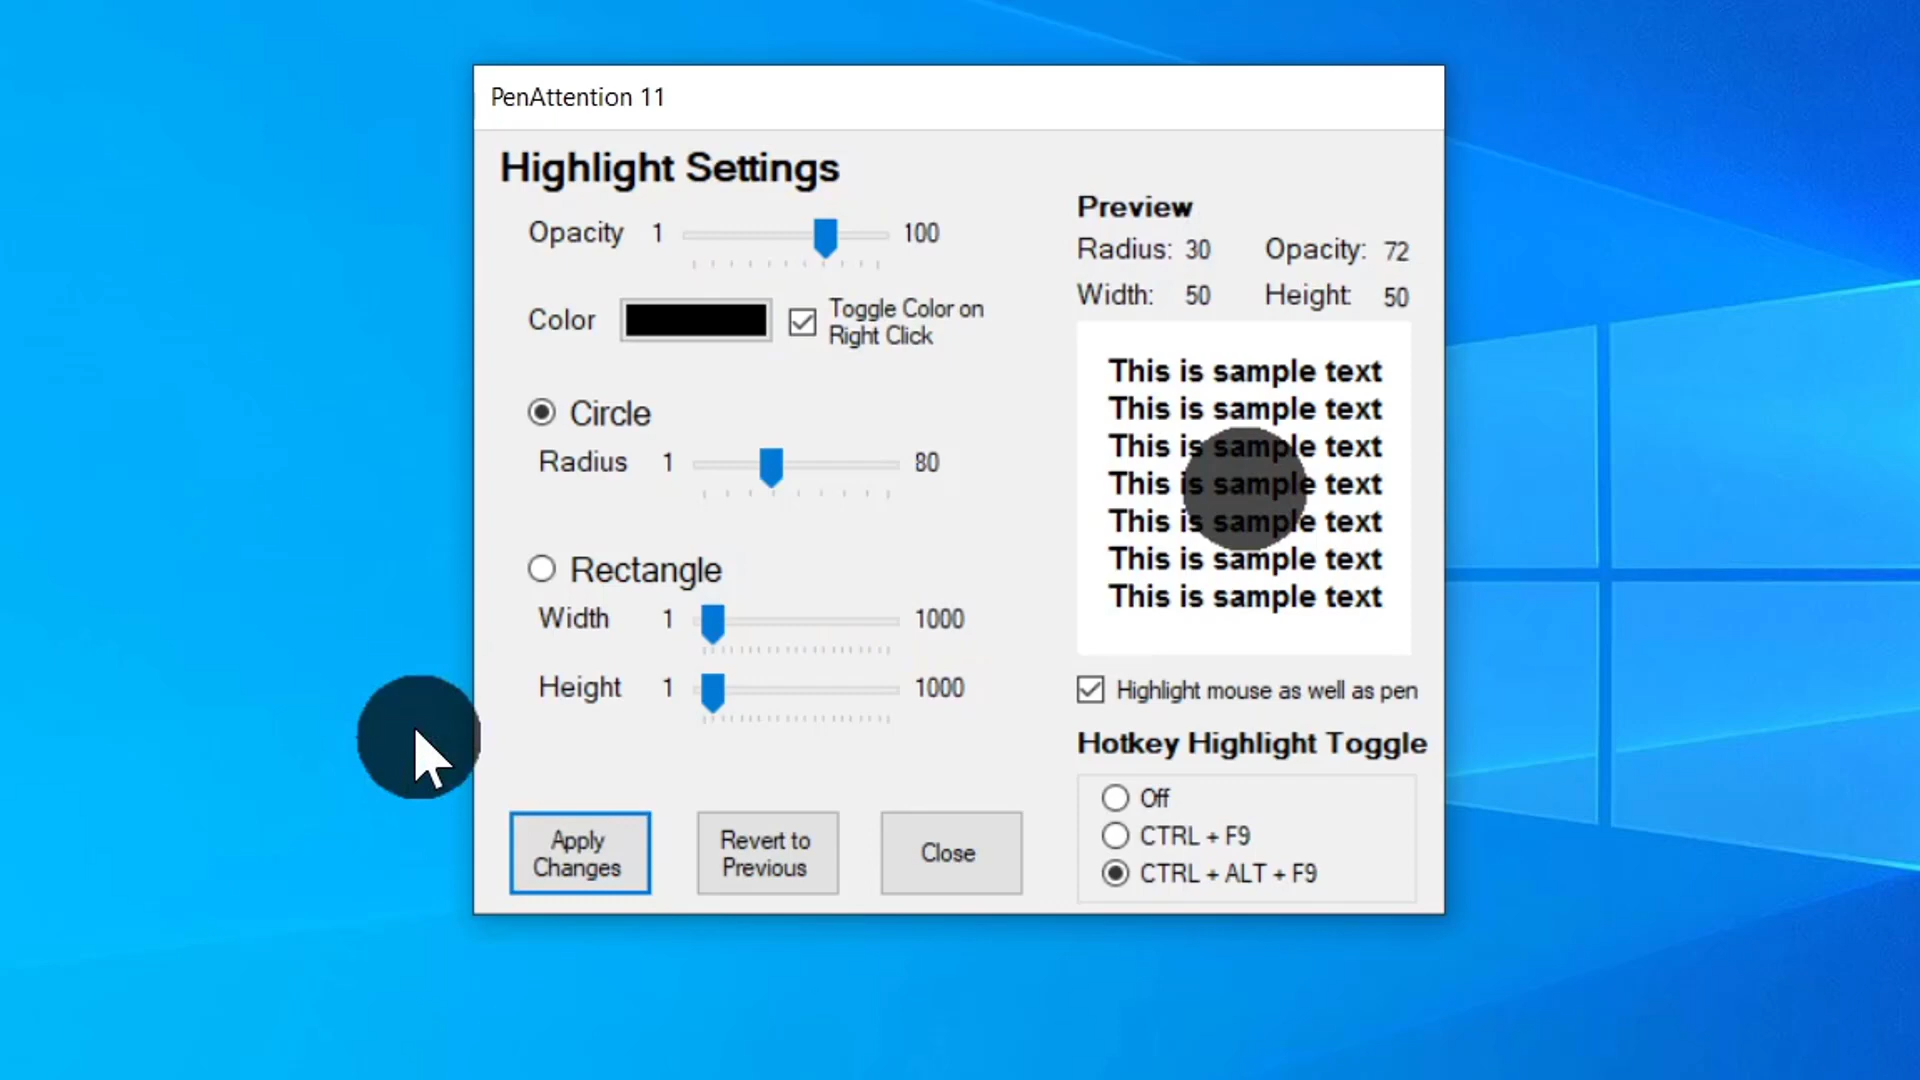 PenAttention 11
Highlight Settings
Opacity 1 100
Color Toggle Color on
Right Click
Circle
Radius 1 80
Rectangle
Width 1 1000
Height 1 1000
Apply
Changes
Revert to
Previous
Close
Preview
Radius: 30 Opacity: 72
Width: 50 Height: 50
This is sample text
This is sample text
This is sample text
This is sample text
This is sample text
This is sample text
This is sample text
Highlight mouse as well as pen
Hotkey Highlight Toggle
Off
CTRL + F9
CTRL + ALT + F9